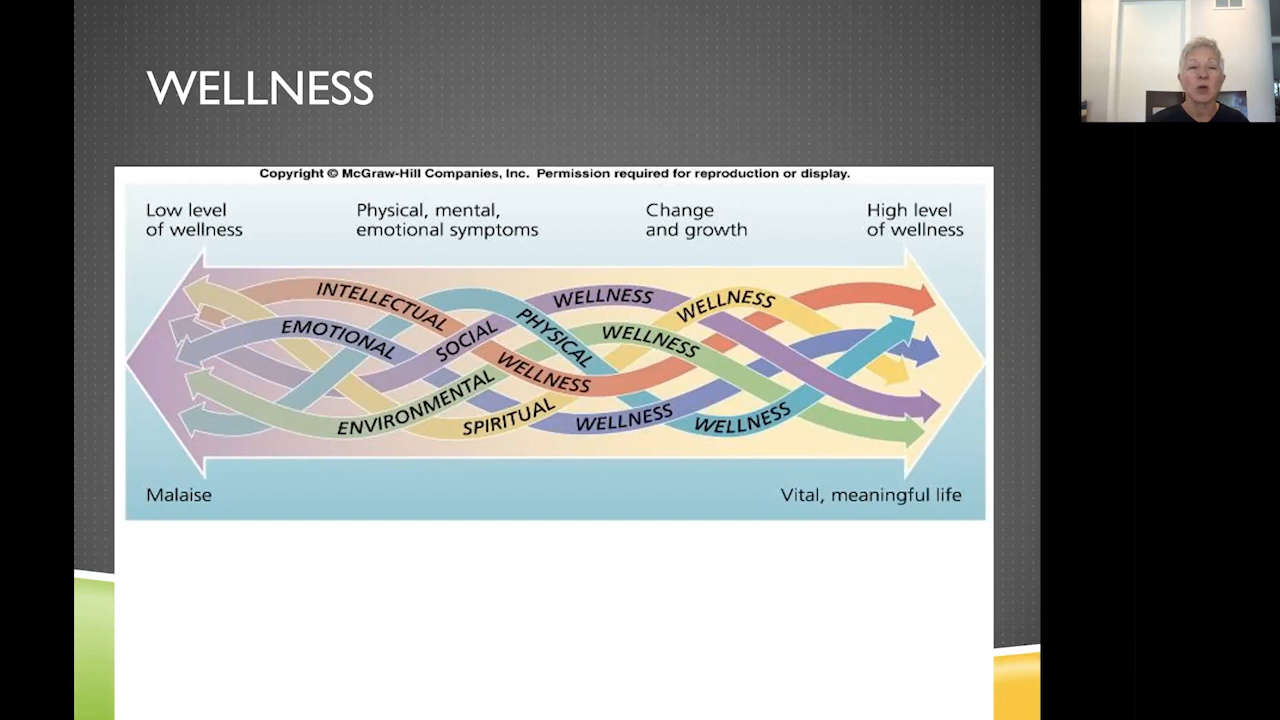 WELLNESS
Copyright © McGraw-Hill Companies, Inc. Permission required for reproduction or display.
Low level
of wellness
Physical, mental,
emotional symptoms
Change
and growth
High level
of wellness
INTELLECTUAL
WELLNESS
EMOTIONAL
WELLNESS
SOCIAL
WELLNESS
PHYSICAL
WELLNESS
ENVIRONMENTAL
WELLNESS
SPIRITUAL
WELLNESS
Malaise
Vital, meaningful life